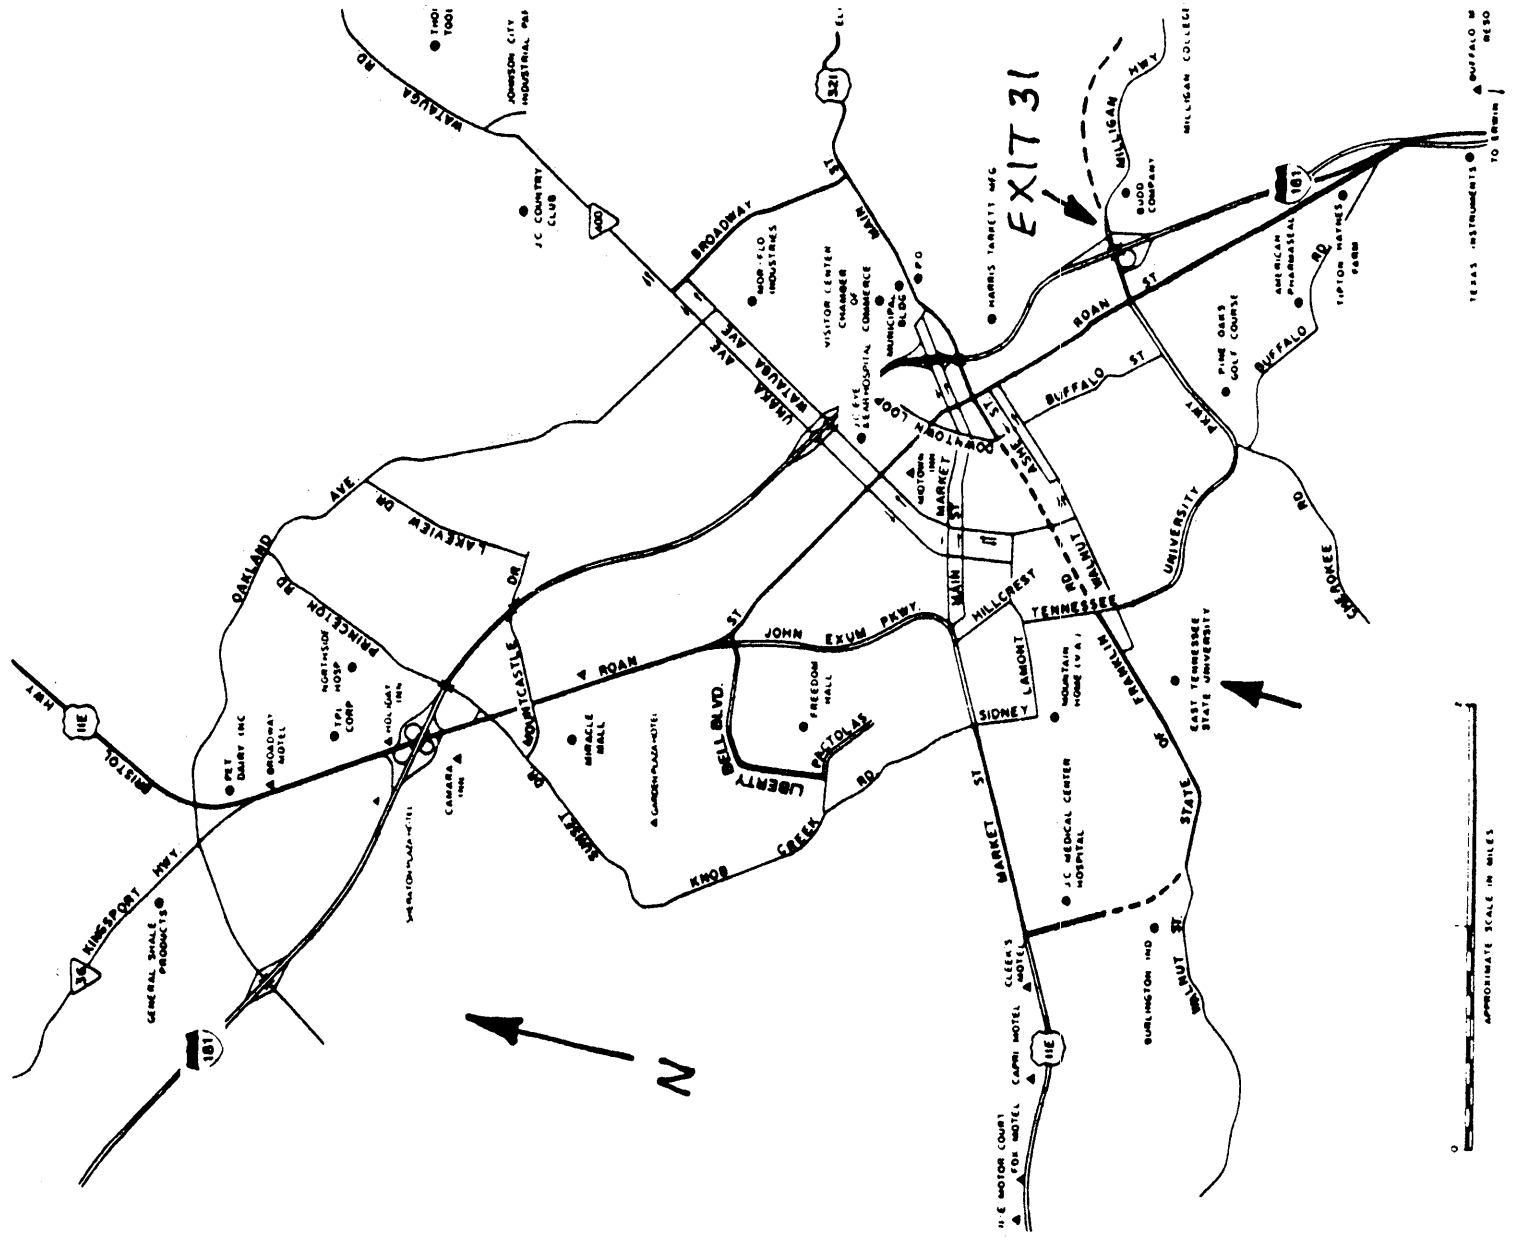 WATAUGA
RD
JOHNSON CITY
INDUSTRIAL
J.C. COUNTRY
CLUB
400
321
EXIT 31
MILLIGAN
HWY
MILLIGAN COLLEGE
BUDD
COMPANY
181
TO ERWIN
TEXAS INSTRUMENTS
BROADWAY
ST
MAIN
MOR-FLO
INDUSTRIES
VISITOR CENTER
CHAMBER
OF
COMMERCE
MUNICIPAL
BLDG
P.O
HARRIS TARKETT MFG
AMERICAN
PHARMASEAL
TIPTON HAYNES
FARM
BUFFALO
RD
PINE OAKS
GOLF COURSE
ROAN
ST
BUFFALO
ST
WATAUGA AVE
UNAKA
AVE
DOWNTOWN LOOP
MIDTOWN
INN
MARKET
ST
MAIN
ASHE
ST
WALNUT
RD
UNIVERSITY
PKWY
CHEROKEE
RD
OAKLAND
AVE
LAKEVIEW
DR
PRINCETON
RD
NORTHSIDE
HOSP
TPI
CORP
HOLIDAY
INN
MOUNTCASTLE
DR
ROAN
ST
JOHN
EXUM
PKWY.
HILLCREST
TENNESSEE
LAMONT
SIDNEY
MOUNTAIN
HOME (V.A.)
FRANKLIN
OF
STATE
EAST TENNESSEE
STATE UNIVERSITY
HWY
11E
BRISTOL
PET
DAIRY INC
BROADWAY
MOTEL
CAMARA
INN
MIRACLE
MALL
GARDEN PLAZA HOTEL
BELL BLVD.
LIBERTY
FREEDOM
HALL
PACTOLAS
SUNSET
DR
KNOB
CREEK
RD
MARKET
ST
J.C. MEDICAL CENTER
HOSPITAL
SHERATON PLAZA HOTEL
KINGSPORT HWY.
36
GENERAL SHALE
PRODUCTS
181
N
CLEEK'S
MOTEL
CAPRI MOTEL
11E
FOX MOTEL
11-E MOTOR COURT
BURLINGTON IND
WALNUT
ST
0
APPROXIMATE SCALE IN MILES